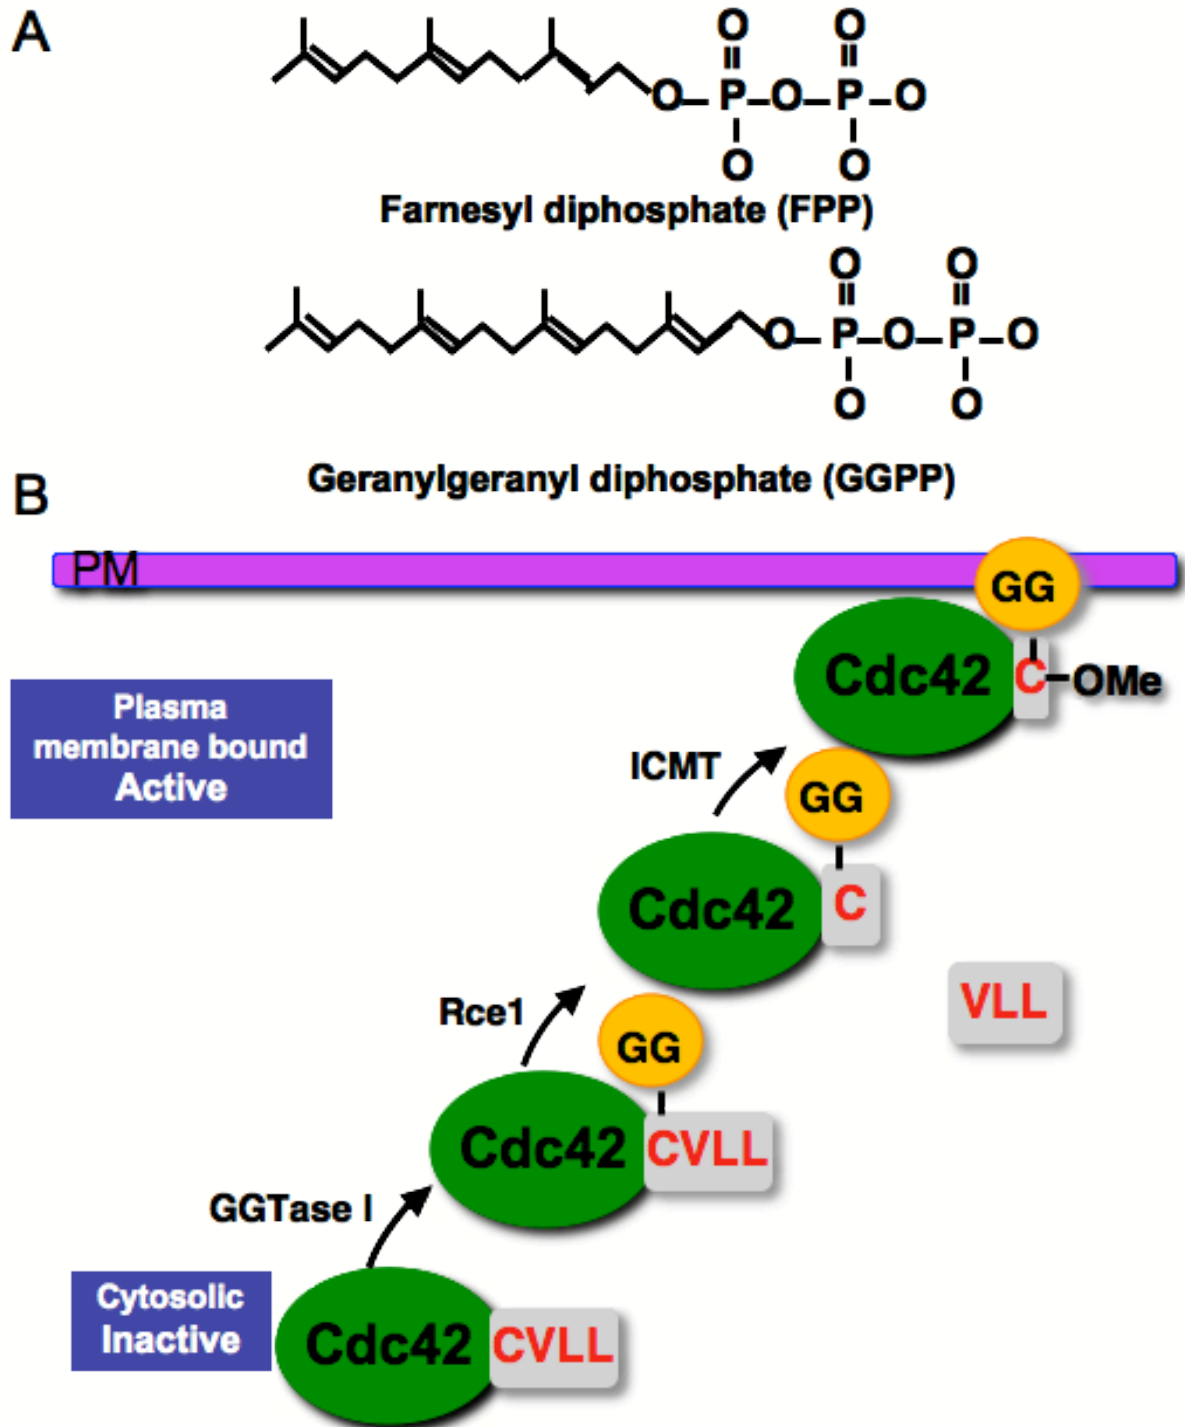 A
O O
O–P–O–P–O
O O
Farnesyl diphosphate (FPP)
O O
O–P–O–P–O
O O
Geranylgeranyl diphosphate (GGPP)
B
PM
GG
Cdc42 C–OMe
Plasma
membrane bound
Active
ICMT
GG
Cdc42 C
VLL
Rce1
GG
Cdc42 CVLL
GGTase I
Cytosolic
Inactive
Cdc42 CVLL